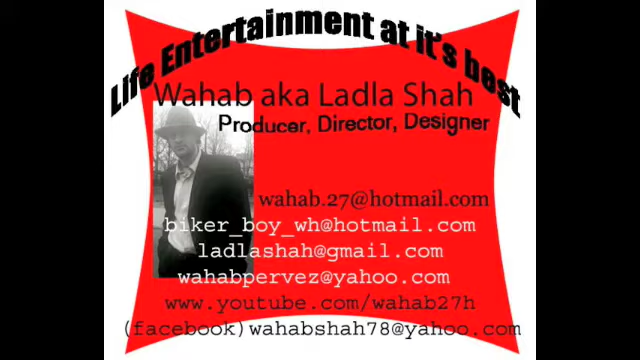 Life Entertainment at it's best
Wahab aka Ladla Shah
Producer, Director, Designer
wahab.27@hotmail.com
biker_boy_wh@hotmail.com
ladlashah@gmail.com
wahabpervez@yahoo.com
www.youtube.com/wahab27h
(facebook)wahabshah78@yahoo.com